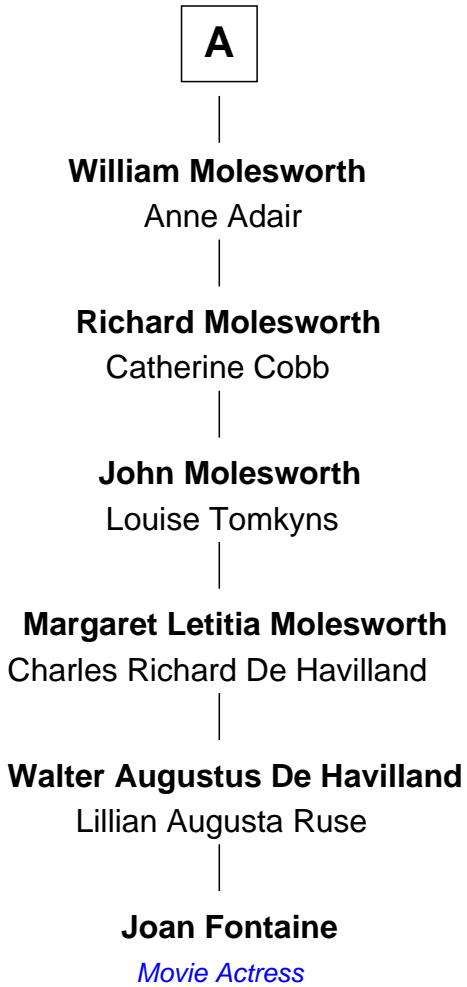 A
William Molesworth
Anne Adair
Richard Molesworth
Catherine Cobb
John Molesworth
Louise Tomkyns
Margaret Letitia Molesworth
Charles Richard De Havilland
Walter Augustus De Havilland
Lillian Augusta Ruse
Joan Fontaine
Movie Actress